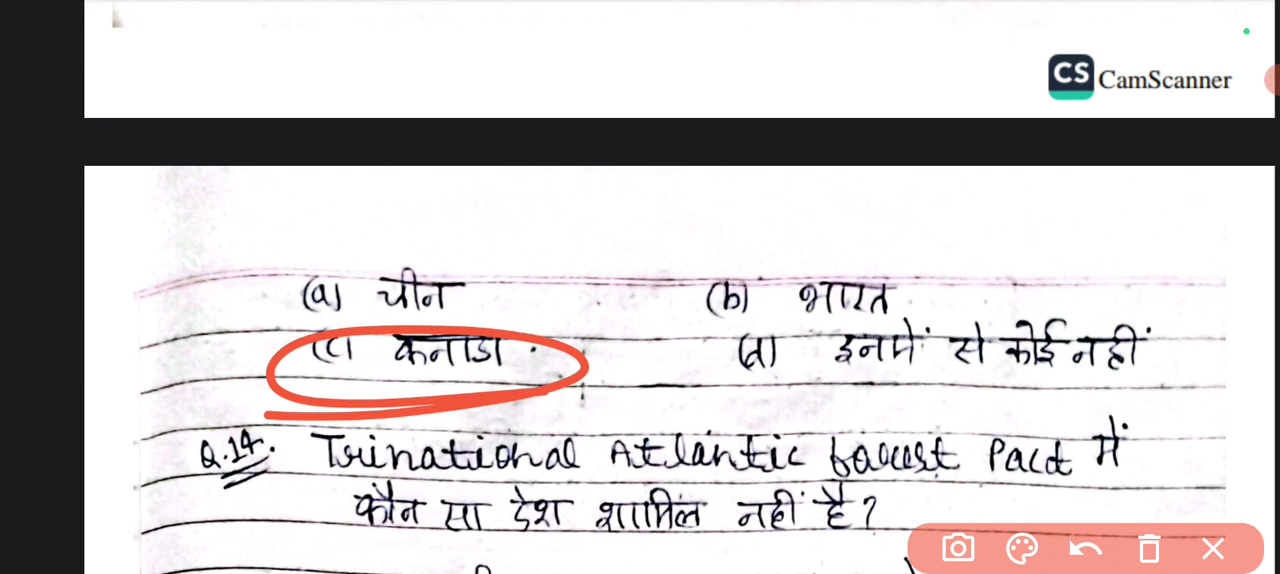 CS CamScanner
(a) चीन (b) भारत
(c) कनाडा (d) इनमें से कोई नहीं
Q.14. Trinational Atlantic forest Pact में
कौन सा देश शामिल नहीं है?